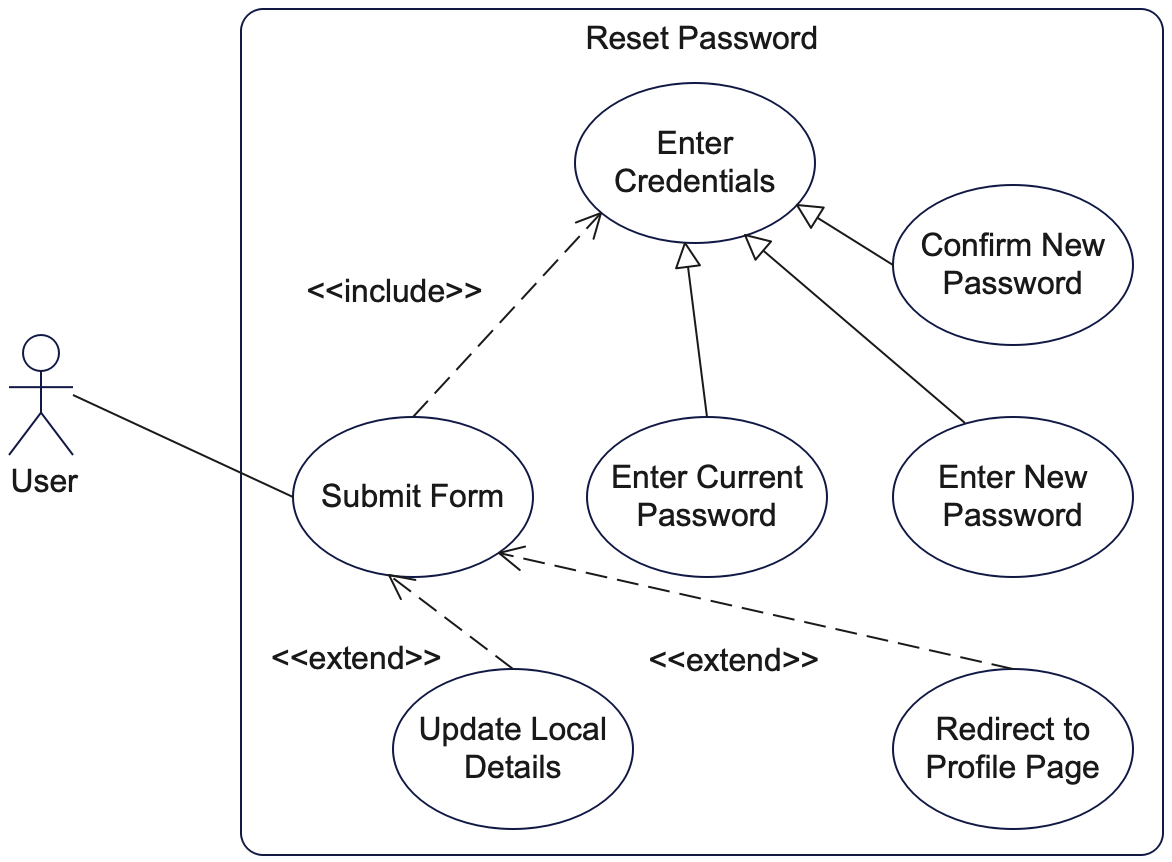 Reset Password
Enter
Credentials
Confirm New
Password
<<include>>
User
Submit Form
Enter Current
Password
Enter New
Password
<<extend>>
<<extend>>
Update Local
Details
Redirect to
Profile Page